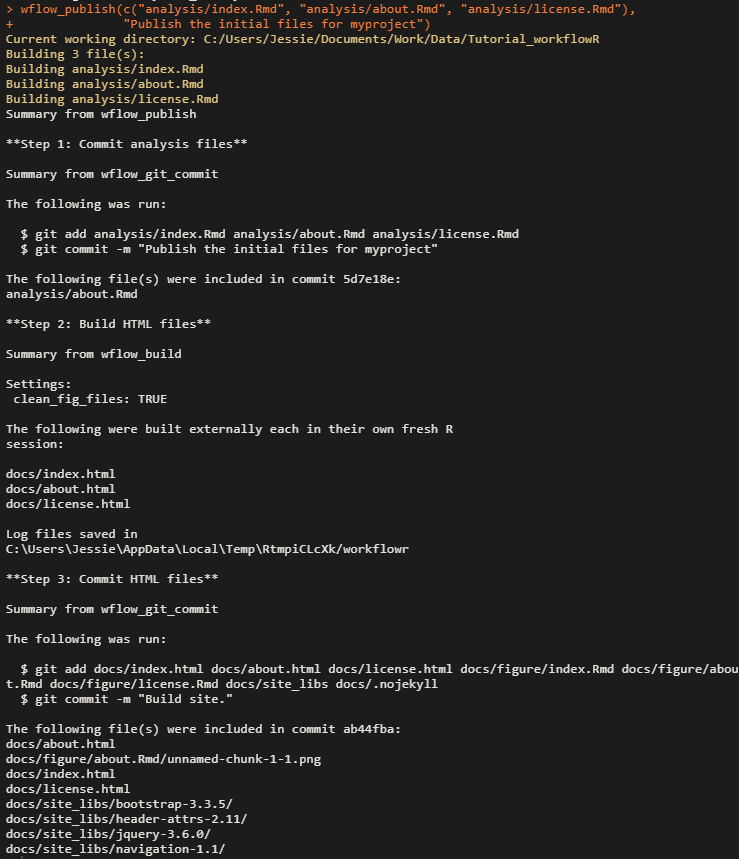 > wflow_publish(c("analysis/index.Rmd", "analysis/about.Rmd", "analysis/license.Rmd"),
+               "Publish the initial files for myproject")
Current working directory: C:/Users/Jessie/Documents/Work/Data/Tutorial_workflowR
Building 3 file(s):
Building analysis/index.Rmd
Building analysis/about.Rmd
Building analysis/license.Rmd
Summary from wflow_publish
**Step 1: Commit analysis files**
Summary from wflow_git_commit
The following was run:
$ git add analysis/index.Rmd analysis/about.Rmd analysis/license.Rmd
$ git commit -m "Publish the initial files for myproject"
The following file(s) were included in commit 5d7e18e:
analysis/about.Rmd
**Step 2: Build HTML files**
Summary from wflow_build
Settings:
clean_fig_files: TRUE
The following were built externally each in their own fresh R
session:
docs/index.html
docs/about.html
docs/license.html
Log files saved in
C:\Users\Jessie\AppData\Local\Temp\RtmpiCLcXk/workflowr
**Step 3: Commit HTML files**
Summary from wflow_git_commit
The following was run:
$ git add docs/index.html docs/about.html docs/license.html docs/figure/index.Rmd docs/figure/abou
t.Rmd docs/figure/license.Rmd docs/site_libs docs/.nojekyll
$ git commit -m "Build site."
The following file(s) were included in commit ab44fba:
docs/about.html
docs/figure/about.Rmd/unnamed-chunk-1-1.png
docs/index.html
docs/license.html
docs/site_libs/bootstrap-3.3.5/
docs/site_libs/header-attrs-2.11/
docs/site_libs/jquery-3.6.0/
docs/site_libs/navigation-1.1/